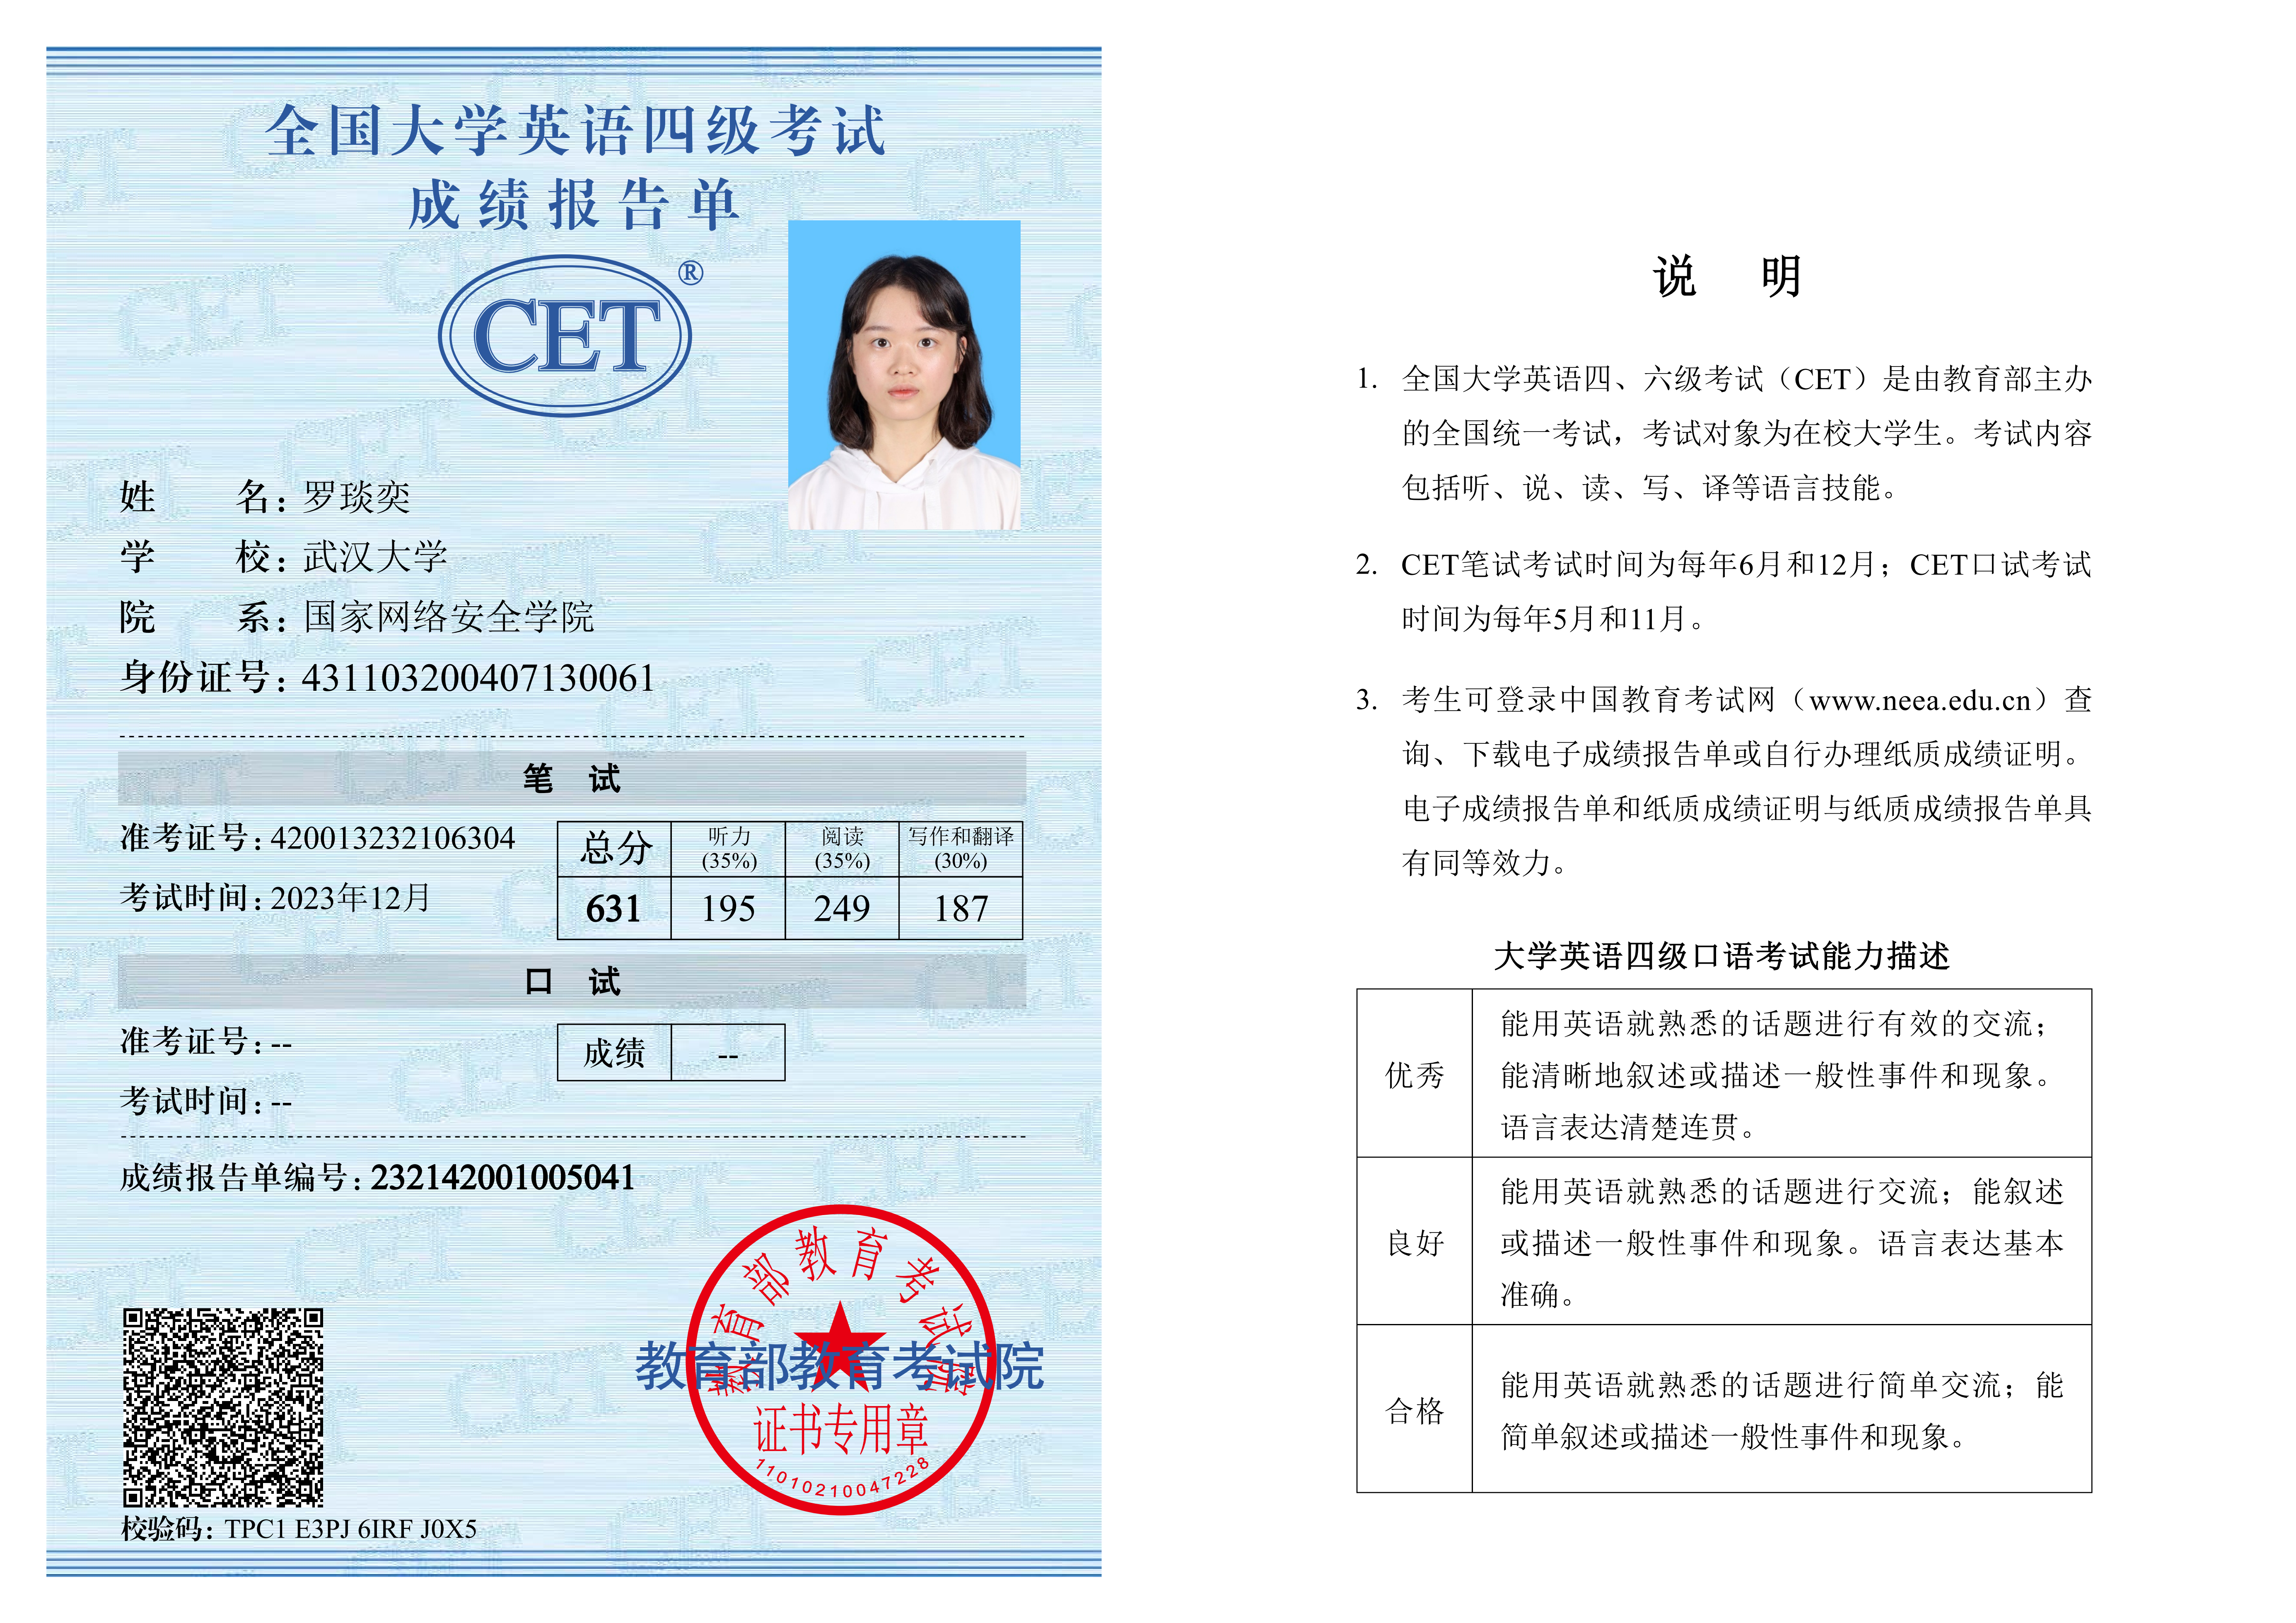 全国大学英语四级考试
成绩报告单
CET®
姓名：罗琰奕
学校：武汉大学
院系：国家网络安全学院
身份证号：431103200407130061
笔试
准考证号：420013232106304
考试时间：2023年12月
总分 听力(35%) 阅读(35%) 写作和翻译(30%)
631 195 249 187
口试
准考证号：--
考试时间：--
成绩 --
成绩报告单编号：232142001005041
教育部教育考试院
教育部教育考试院
证书专用章
11010210047228
校验码：TPC1 E3PJ 6IRF J0X5
说明
1. 全国大学英语四、六级考试（CET）是由教育部主办
的全国统一考试，考试对象为在校大学生。考试内容
包括听、说、读、写、译等语言技能。
2. CET笔试考试时间为每年6月和12月；CET口试考试
时间为每年5月和11月。
3. 考生可登录中国教育考试网（www.neea.edu.cn）查
询、下载电子成绩报告单或自行办理纸质成绩证明。
电子成绩报告单和纸质成绩证明与纸质成绩报告单具
有同等效力。
大学英语四级口语考试能力描述
优秀
能用英语就熟悉的话题进行有效的交流；
能清晰地叙述或描述一般性事件和现象。
语言表达清楚连贯。
良好
能用英语就熟悉的话题进行交流；能叙述
或描述一般性事件和现象。语言表达基本
准确。
合格
能用英语就熟悉的话题进行简单交流；能
简单叙述或描述一般性事件和现象。